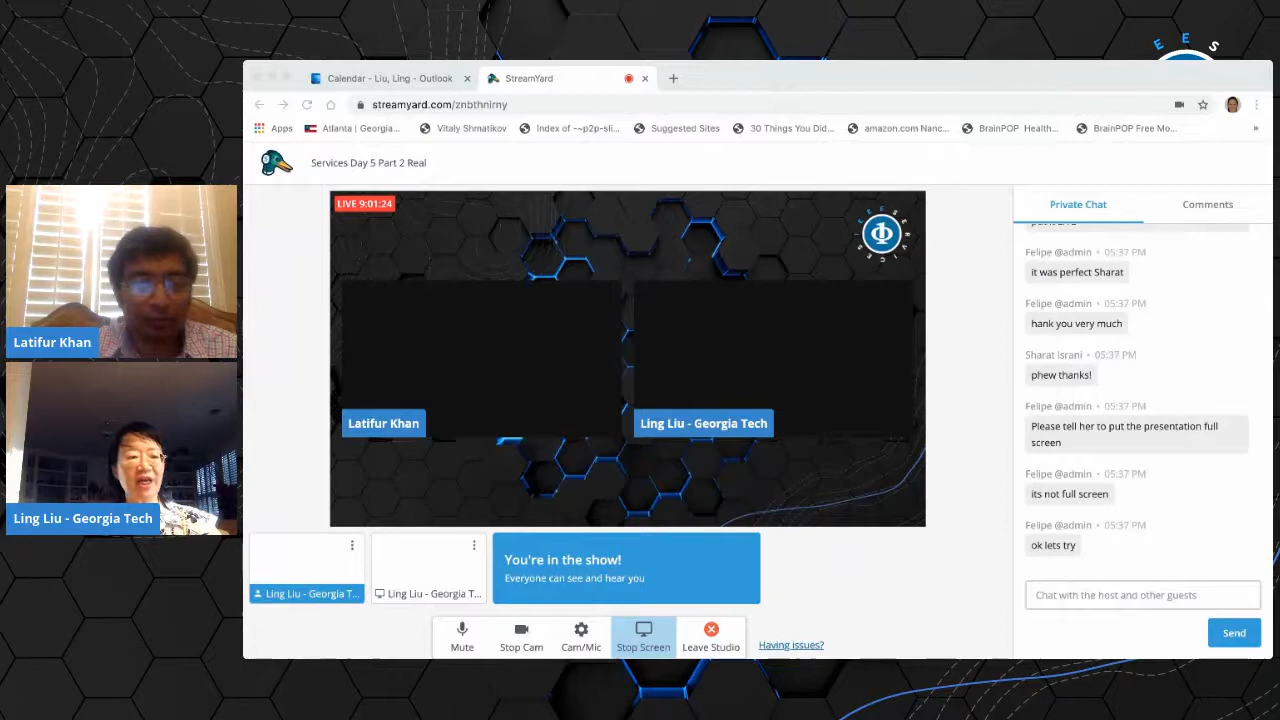 E E S
Calendar - Liu, Ling - Outlook
StreamYard
streamyard.com/znbthnirny
Apps
Atlanta | Georgia...
Vitaly Shmatikov
Index of -~p2p-sli...
Suggested Sites
30 Things You Did...
amazon.com Nanc...
BrainPOP Health...
BrainPOP Free Mo...
»
Services Day 5 Part 2 Real
LIVE 9:01:24
IEEE SERVICES
Latifur Khan
Ling Liu - Georgia Tech
Latifur Khan
Ling Liu - Georgia Tech
Ling Liu - Georgia T...
Ling Liu - Georgia T...
You're in the show!
Everyone can see and hear you
Mute
Stop Cam
Cam/Mic
Stop Screen
Leave Studio
Having issues?
Private Chat
Comments
Felipe @admin • 05:37 PM
it was perfect Sharat
Felipe @admin • 05:37 PM
hank you very much
Sharat Israni • 05:37 PM
phew thanks!
Felipe @admin • 05:37 PM
Please tell her to put the presentation full
screen
Felipe @admin • 05:37 PM
its not full screen
Felipe @admin • 05:37 PM
ok lets try
Chat with the host and other guests
Send